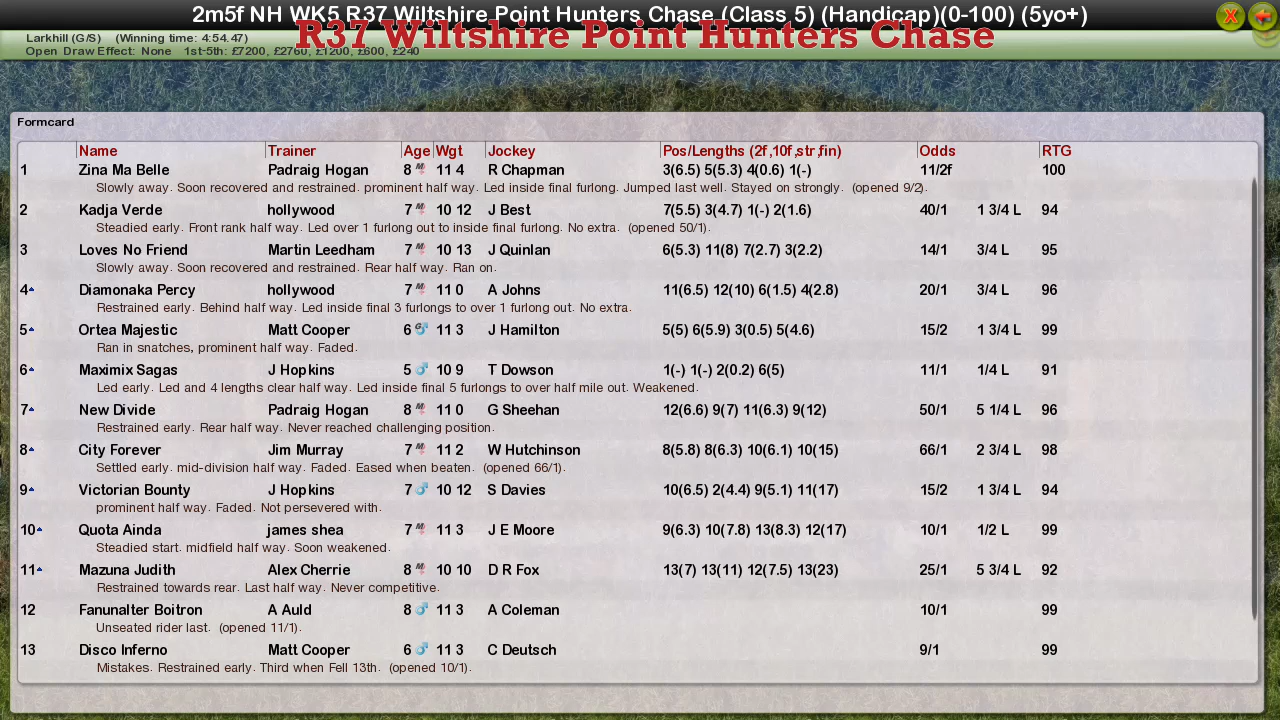 2m5f NH WK5 R37 Wiltshire Point Hunters Chase (Class 5) (Handicap)(0-100) (5yo+)
R37 Wiltshire Point Hunters Chase
Larkhill (G/S) (Winning time: 4:54.47)
Open Draw Effect: None 1st-5th: £7200, £2760, £1200, £600, £240
Formcard
Name Trainer Age Wgt Jockey Pos/Lengths (2f,10f,str,fin) Odds RTG
1 Zina Ma Belle Padraig Hogan 8 M 11 4 R Chapman 3(6.5) 5(5.3) 4(0.6) 1(-) 11/2f 100
Slowly away. Soon recovered and restrained. prominent half way. Led inside final furlong. Jumped last well. Stayed on strongly. (opened 9/2).
2 Kadja Verde hollywood 7 M 10 12 J Best 7(5.5) 3(4.7) 1(-) 2(1.6) 40/1 1 3/4 L 94
Steadied early. Front rank half way. Led over 1 furlong out to inside final furlong. No extra. (opened 50/1).
3 Loves No Friend Martin Leedham 7 M 10 13 J Quinlan 6(5.3) 11(8) 7(2.7) 3(2.2) 14/1 3/4 L 95
Slowly away. Soon recovered and restrained. Rear half way. Ran on.
4 Diamonaka Percy hollywood 7 M 11 0 A Johns 11(6.5) 12(10) 6(1.5) 4(2.8) 20/1 3/4 L 96
Restrained early. Behind half way. Led inside final 3 furlongs to over 1 furlong out. No extra.
5 Ortea Majestic Matt Cooper 6 G 11 3 J Hamilton 5(5) 6(5.9) 3(0.5) 5(4.6) 15/2 1 3/4 L 99
Ran in snatches, prominent half way. Faded.
6 Maximix Sagas J Hopkins 5 10 9 T Dowson 1(-) 1(-) 2(0.2) 6(5) 11/1 1/4 L 91
Led early. Led and 4 lengths clear half way. Led inside final 5 furlongs to over half mile out. Weakened.
7 New Divide Padraig Hogan 8 M 11 0 G Sheehan 12(6.6) 9(7) 11(6.3) 9(12) 50/1 5 1/4 L 96
Restrained early. Rear half way. Never reached challenging position.
8 City Forever Jim Murray 7 M 11 2 W Hutchinson 8(5.8) 8(6.3) 10(6.1) 10(15) 66/1 2 3/4 L 98
Settled early. mid-division half way. Faded. Eased when beaten. (opened 66/1).
9 Victorian Bounty J Hopkins 7 10 12 S Davies 10(6.5) 2(4.4) 9(5.1) 11(17) 15/2 1 3/4 L 94
prominent half way. Faded. Not persevered with.
10 Quota Ainda james shea 7 M 11 3 J E Moore 9(6.3) 10(7.8) 13(8.3) 12(17) 10/1 1/2 L 99
Steadied start. midfield half way. Soon weakened.
11 Mazuna Judith Alex Cherrie 8 M 10 10 D R Fox 13(7) 13(11) 12(7.5) 13(23) 25/1 5 3/4 L 92
Restrained towards rear. Last half way. Never competitive.
12 Fanunalter Boitron A Auld 8 11 3 A Coleman 10/1 99
Unseated rider last. (opened 11/1).
13 Disco Inferno Matt Cooper 6 11 3 C Deutsch 9/1 99
Mistakes. Restrained early. Third when Fell 13th. (opened 10/1).